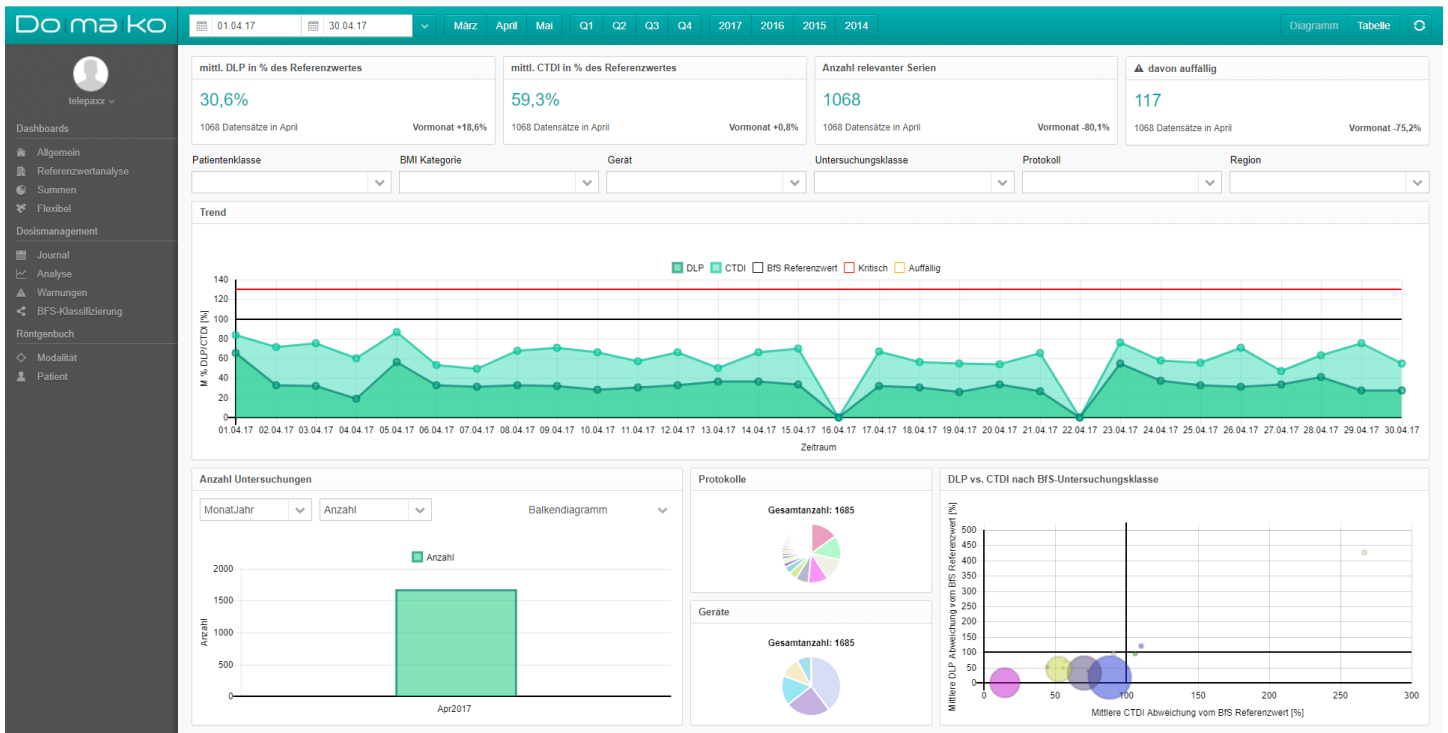 Do|ma|ko
01.04.17 30.04.17 März April Mai Q1 Q2 Q3 Q4 2017 2016 2015 2014 Diagramm Tabelle
telepaxx
Dashboards
Allgemein
Referenzwertanalyse
Summen
Flexibel
Dosismanagement
Journal
Analyse
Warnungen
BFS-Klassifizierung
Röntgenbuch
Modalität
Patient
mittl. DLP in % des Referenzwertes
30,6%
1068 Datensätze in April Vormonat +18,6%
mittl. CTDI in % des Referenzwertes
59,3%
1068 Datensätze in April Vormonat +0,8%
Anzahl relevanter Serien
1068
1068 Datensätze in April Vormonat -80,1%
davon auffällig
117
1068 Datensätze in April Vormonat -75,2%
Patientenklasse BMI Kategorie Gerät Untersuchungsklasse Protokoll Region
Trend
DLP CTDI BfS Referenzwert Kritisch Auffällig
M % DLP/CTDI [%]
140
120
100
80
60
40
20
0
01.04.17 02.04.17 03.04.17 04.04.17 05.04.17 06.04.17 07.04.17 08.04.17 09.04.17 10.04.17 11.04.17 12.04.17 13.04.17 14.04.17 15.04.17 16.04.17 17.04.17 18.04.17 19.04.17 20.04.17 21.04.17 22.04.17 23.04.17 24.04.17 25.04.17 26.04.17 27.04.17 28.04.17 29.04.17 30.04.17
Zeitraum
Anzahl Untersuchungen
MonatJahr Anzahl Balkendiagramm
Anzahl
Anzahl
2000
1500
1000
500
0
Apr2017
Protokolle
Gesamtanzahl: 1685
Geräte
Gesamtanzahl: 1685
DLP vs. CTDI nach BfS-Untersuchungsklasse
Mittlere DLP Abweichung vom BfS Referenzwert [%]
500
450
400
350
300
250
200
150
100
50
0
0 50 100 150 200 250 300
Mittlere CTDI Abweichung vom BfS Referenzwert [%]